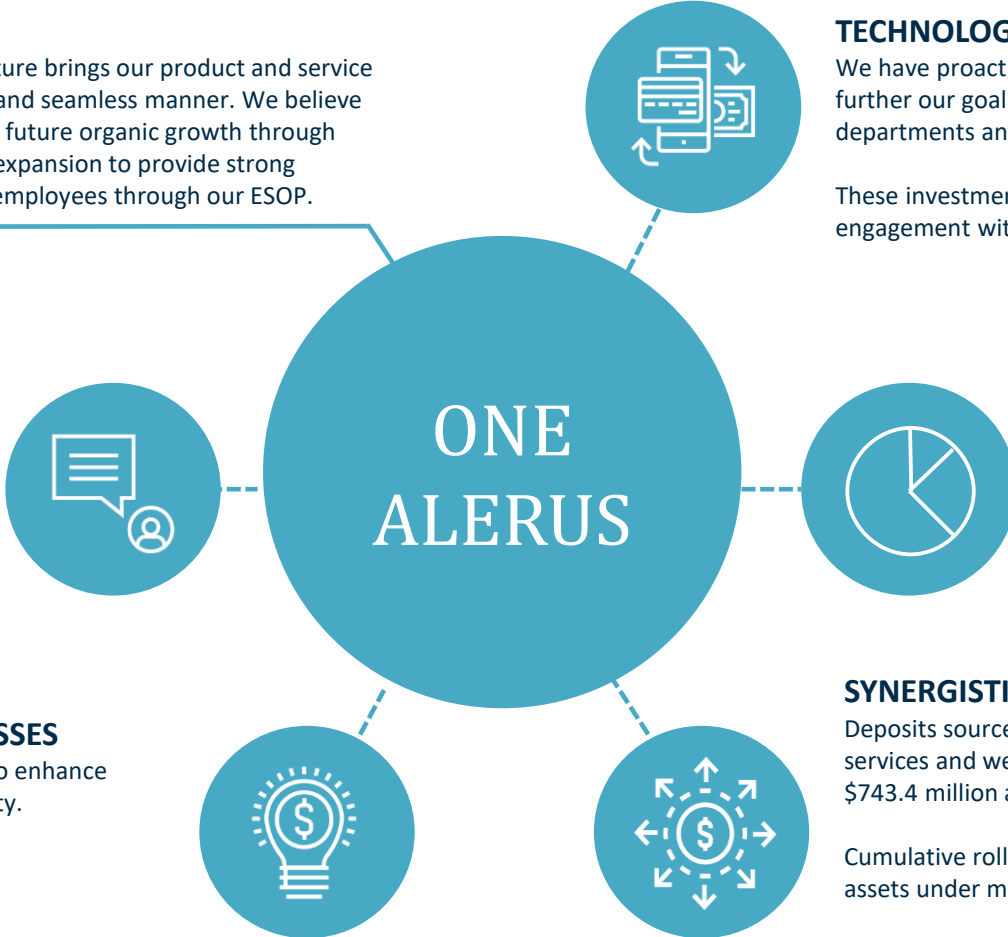 ture brings our product and service
and seamless manner. We believe
future organic growth through
expansion to provide strong
employees through our ESOP.
TECHNOLOG
We have proact
further our goal
departments an
These investmen
engagement wit
ONE
ALERUS
SSES
o enhance
ty.
SYNERGISTI
Deposits source
services and we
$743.4 million a
Cumulative roll
assets under m
$
$